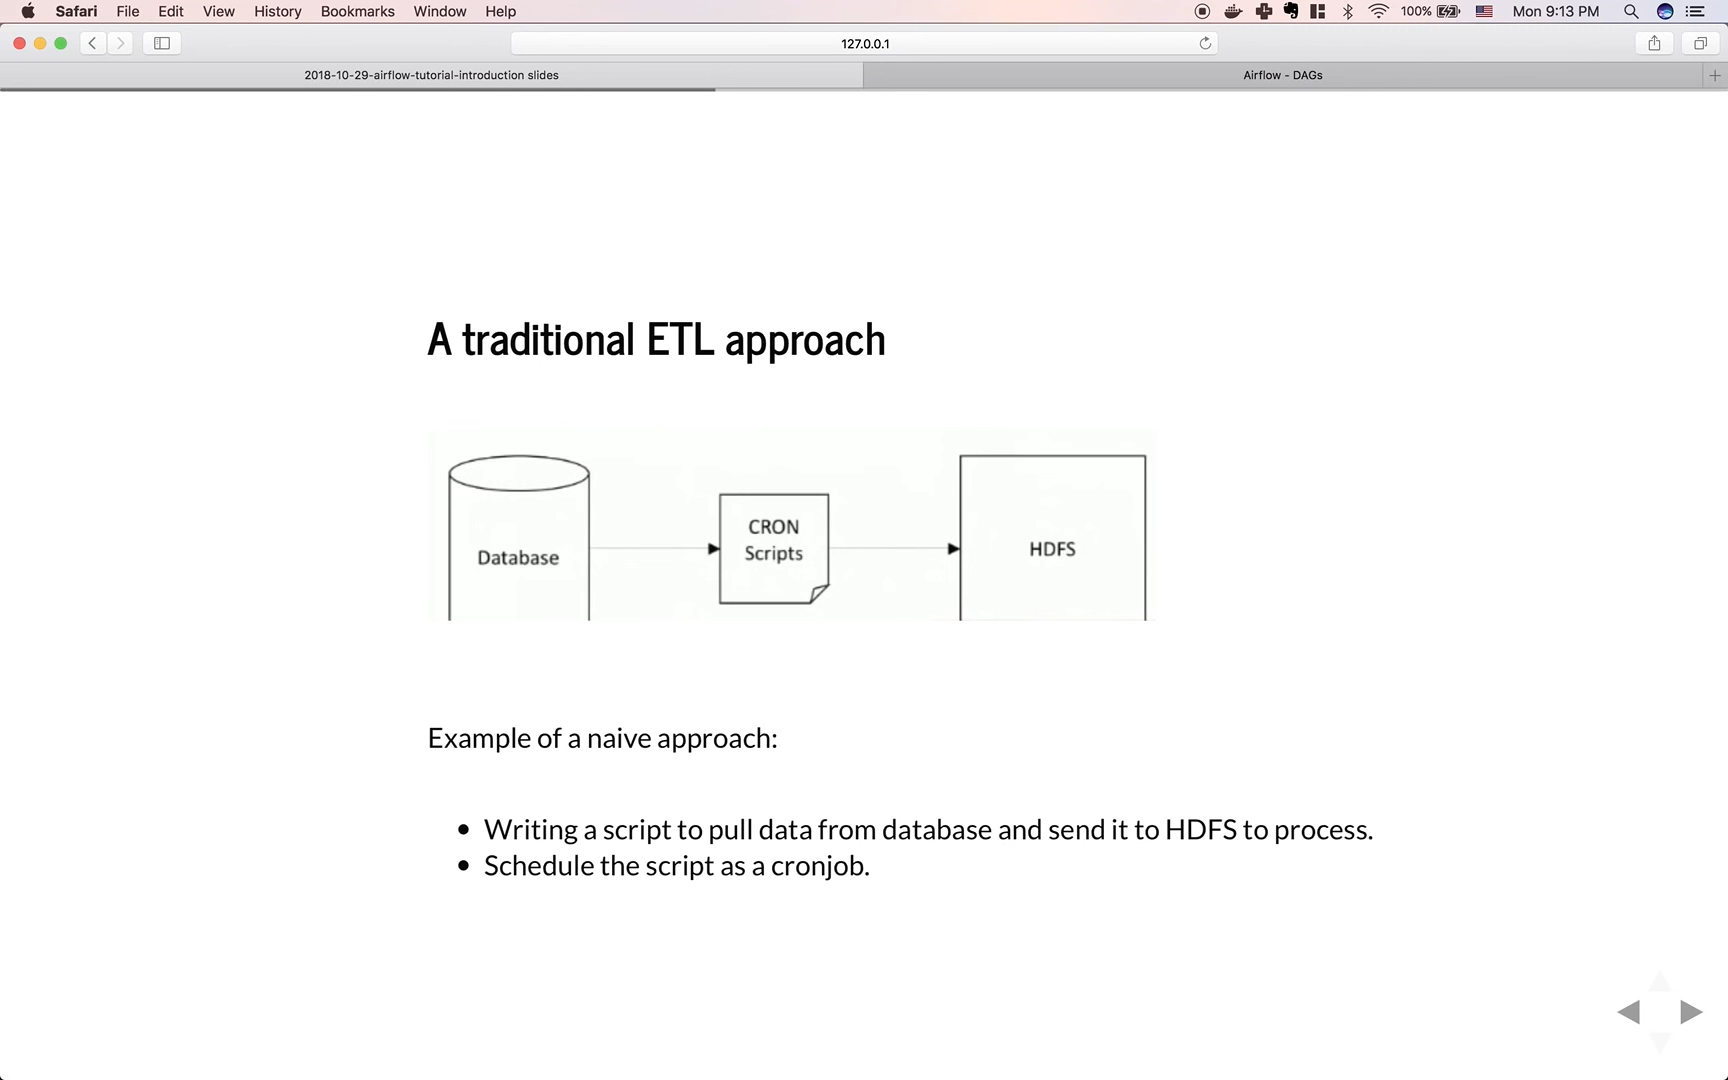 Safari File Edit View History Bookmarks Window Help 100% Mon 9:13 PM
127.0.0.1
2018-10-29-airflow-tutorial-introduction slides Airflow - DAGs
A traditional ETL approach
Database
CRON
Scripts
HDFS
Example of a naive approach:
• Writing a script to pull data from database and send it to HDFS to process.
• Schedule the script as a cronjob.